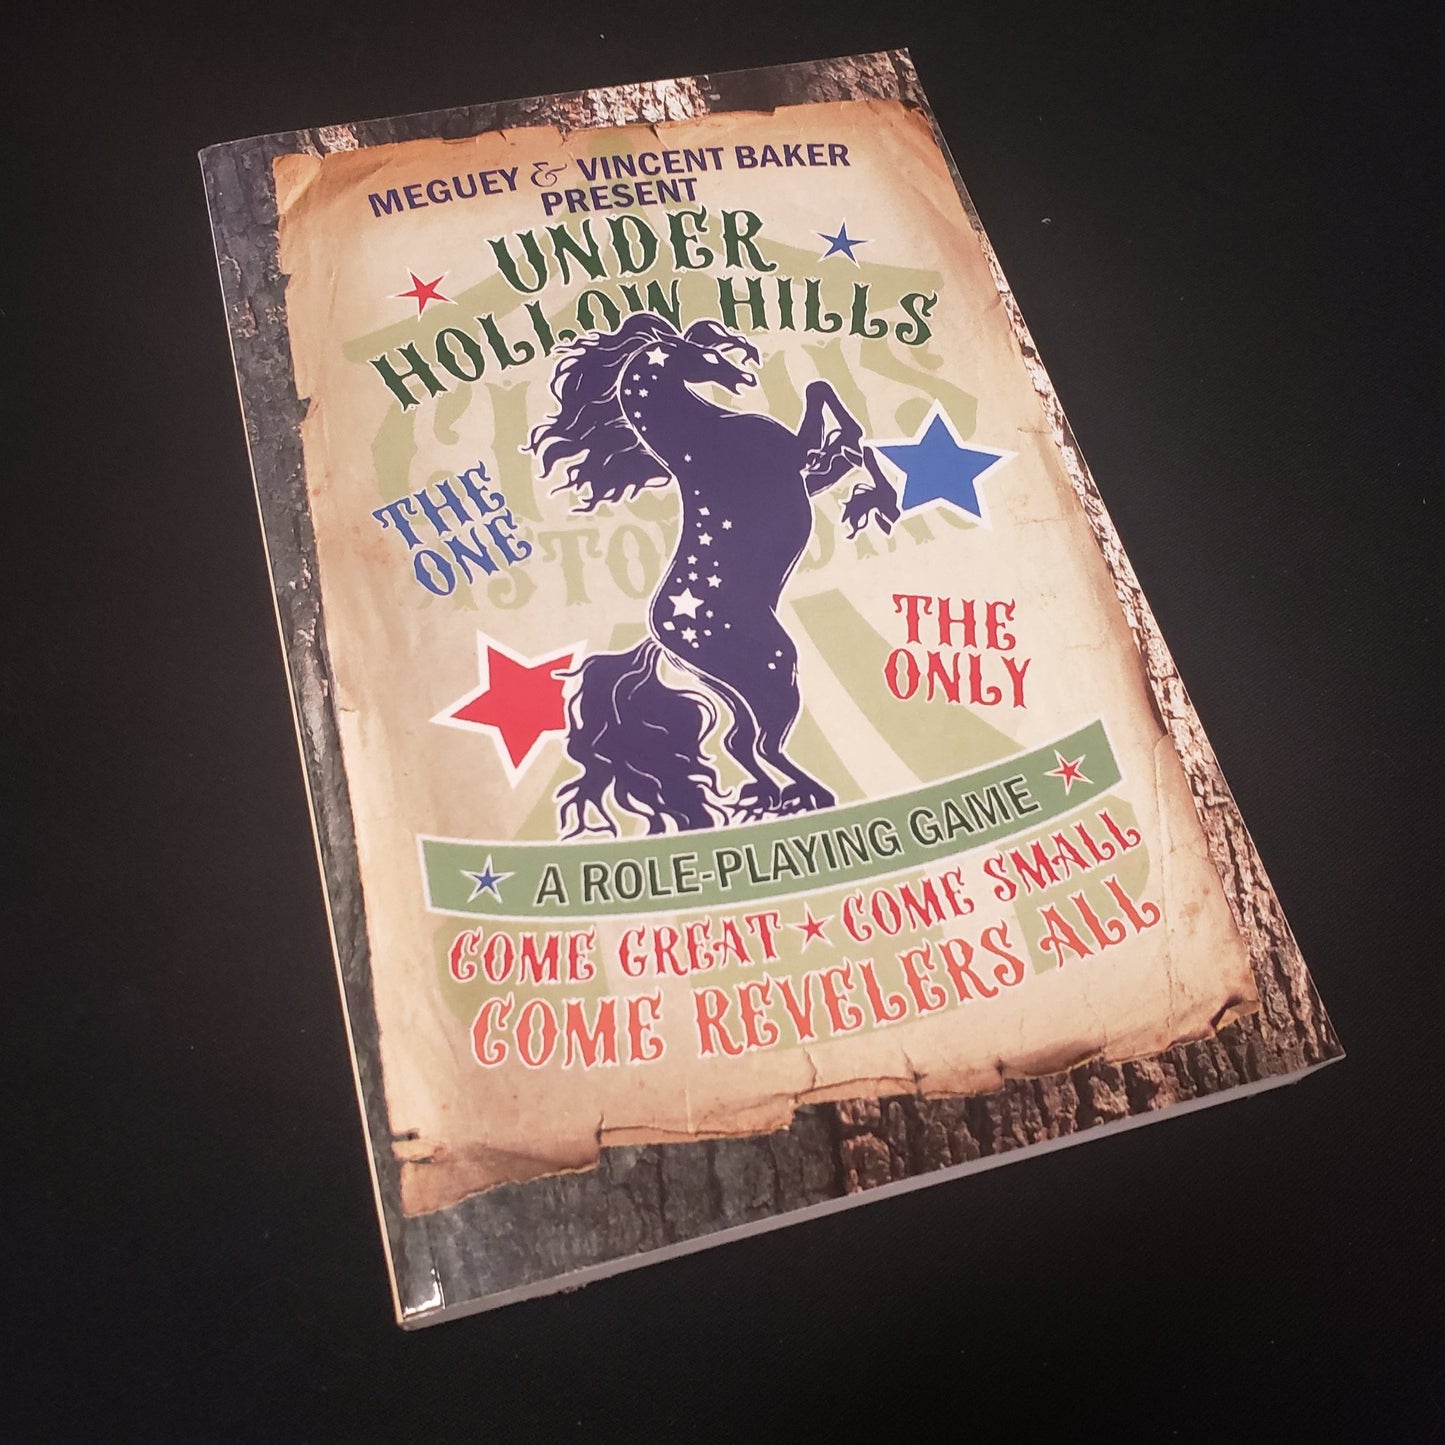 MEGUEY & VINCENT BAKER
PRESENT
UNDER
HOLLOW HILLS
THE
ONE
THE
ONLY
A ROLE-PLAYING GAME
COME GREAT ★ COME SMALL
COME REVELERS ALL